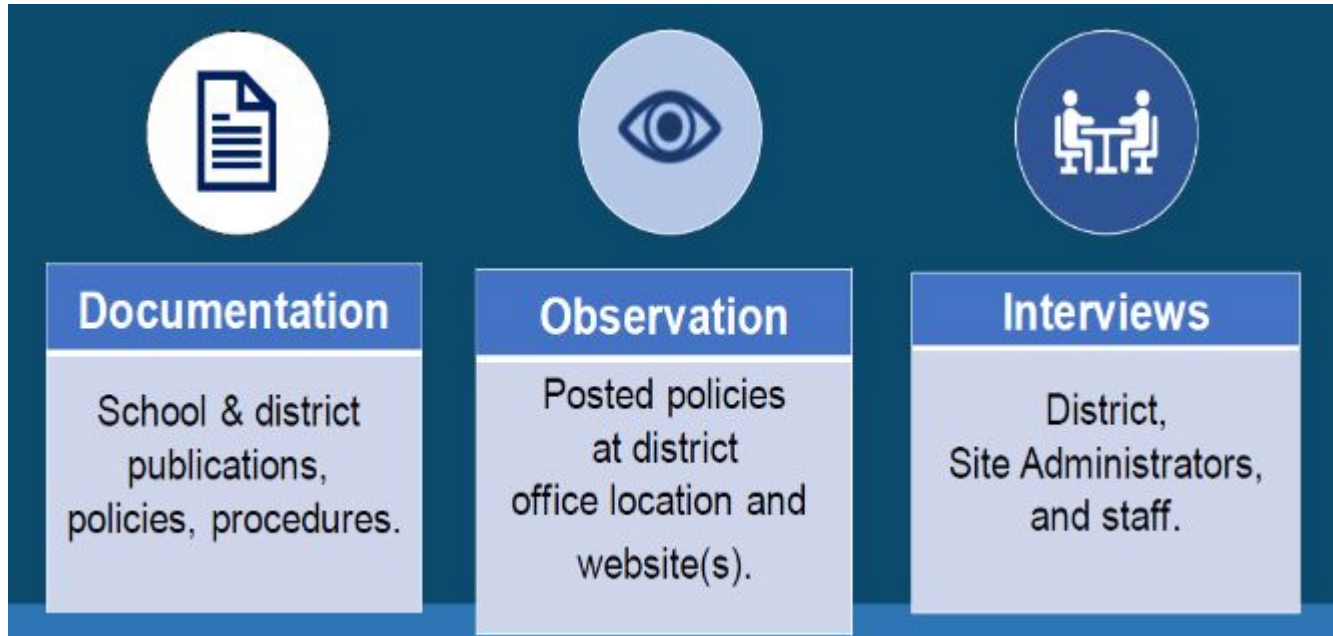 Documentation
School & district
publications,
policies, procedures.
Observation
Posted policies
at district
office location and
website(s).
Interviews
District,
Site Administrators,
and staff.